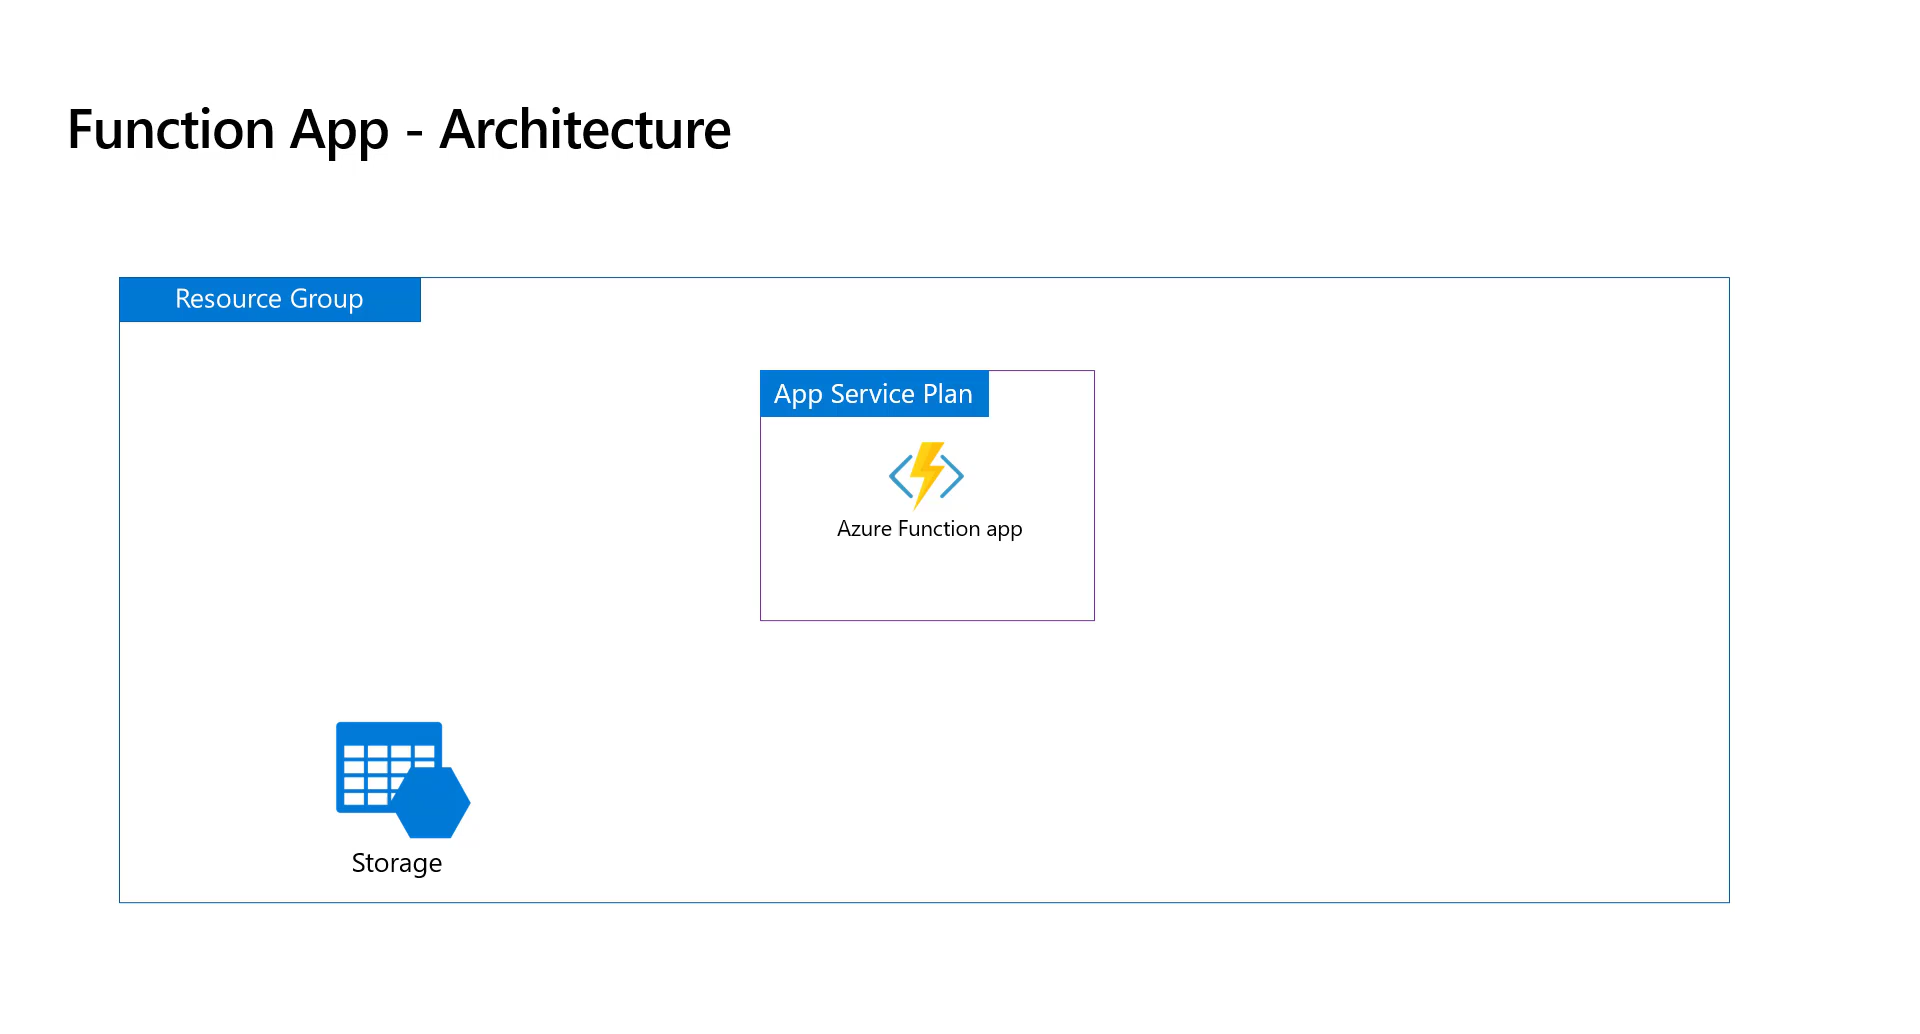 Function App - Architecture
Resource Group
App Service Plan
Azure Function app
Storage